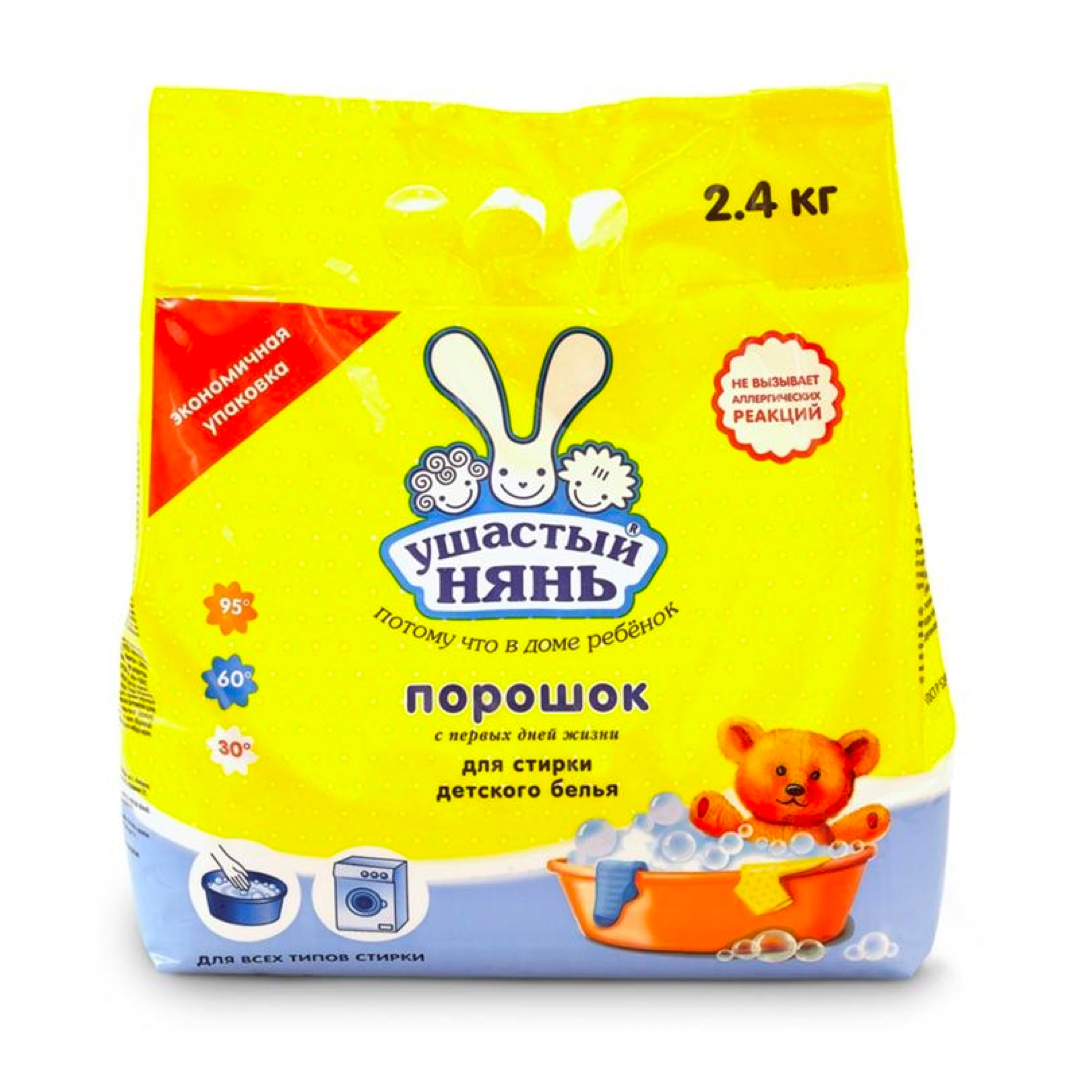 2.4 кг
экономичная
упаковка
НЕ ВЫЗЫВАЕТ
АЛЛЕРГИЧЕСКИХ
РЕАКЦИЙ
ушастый®
нянь
потому что в доме ребёнок
95°
60°
30°
порошок
с первых дней жизни
для стирки
детского белья
ДЛЯ ВСЕХ ТИПОВ СТИРКИ